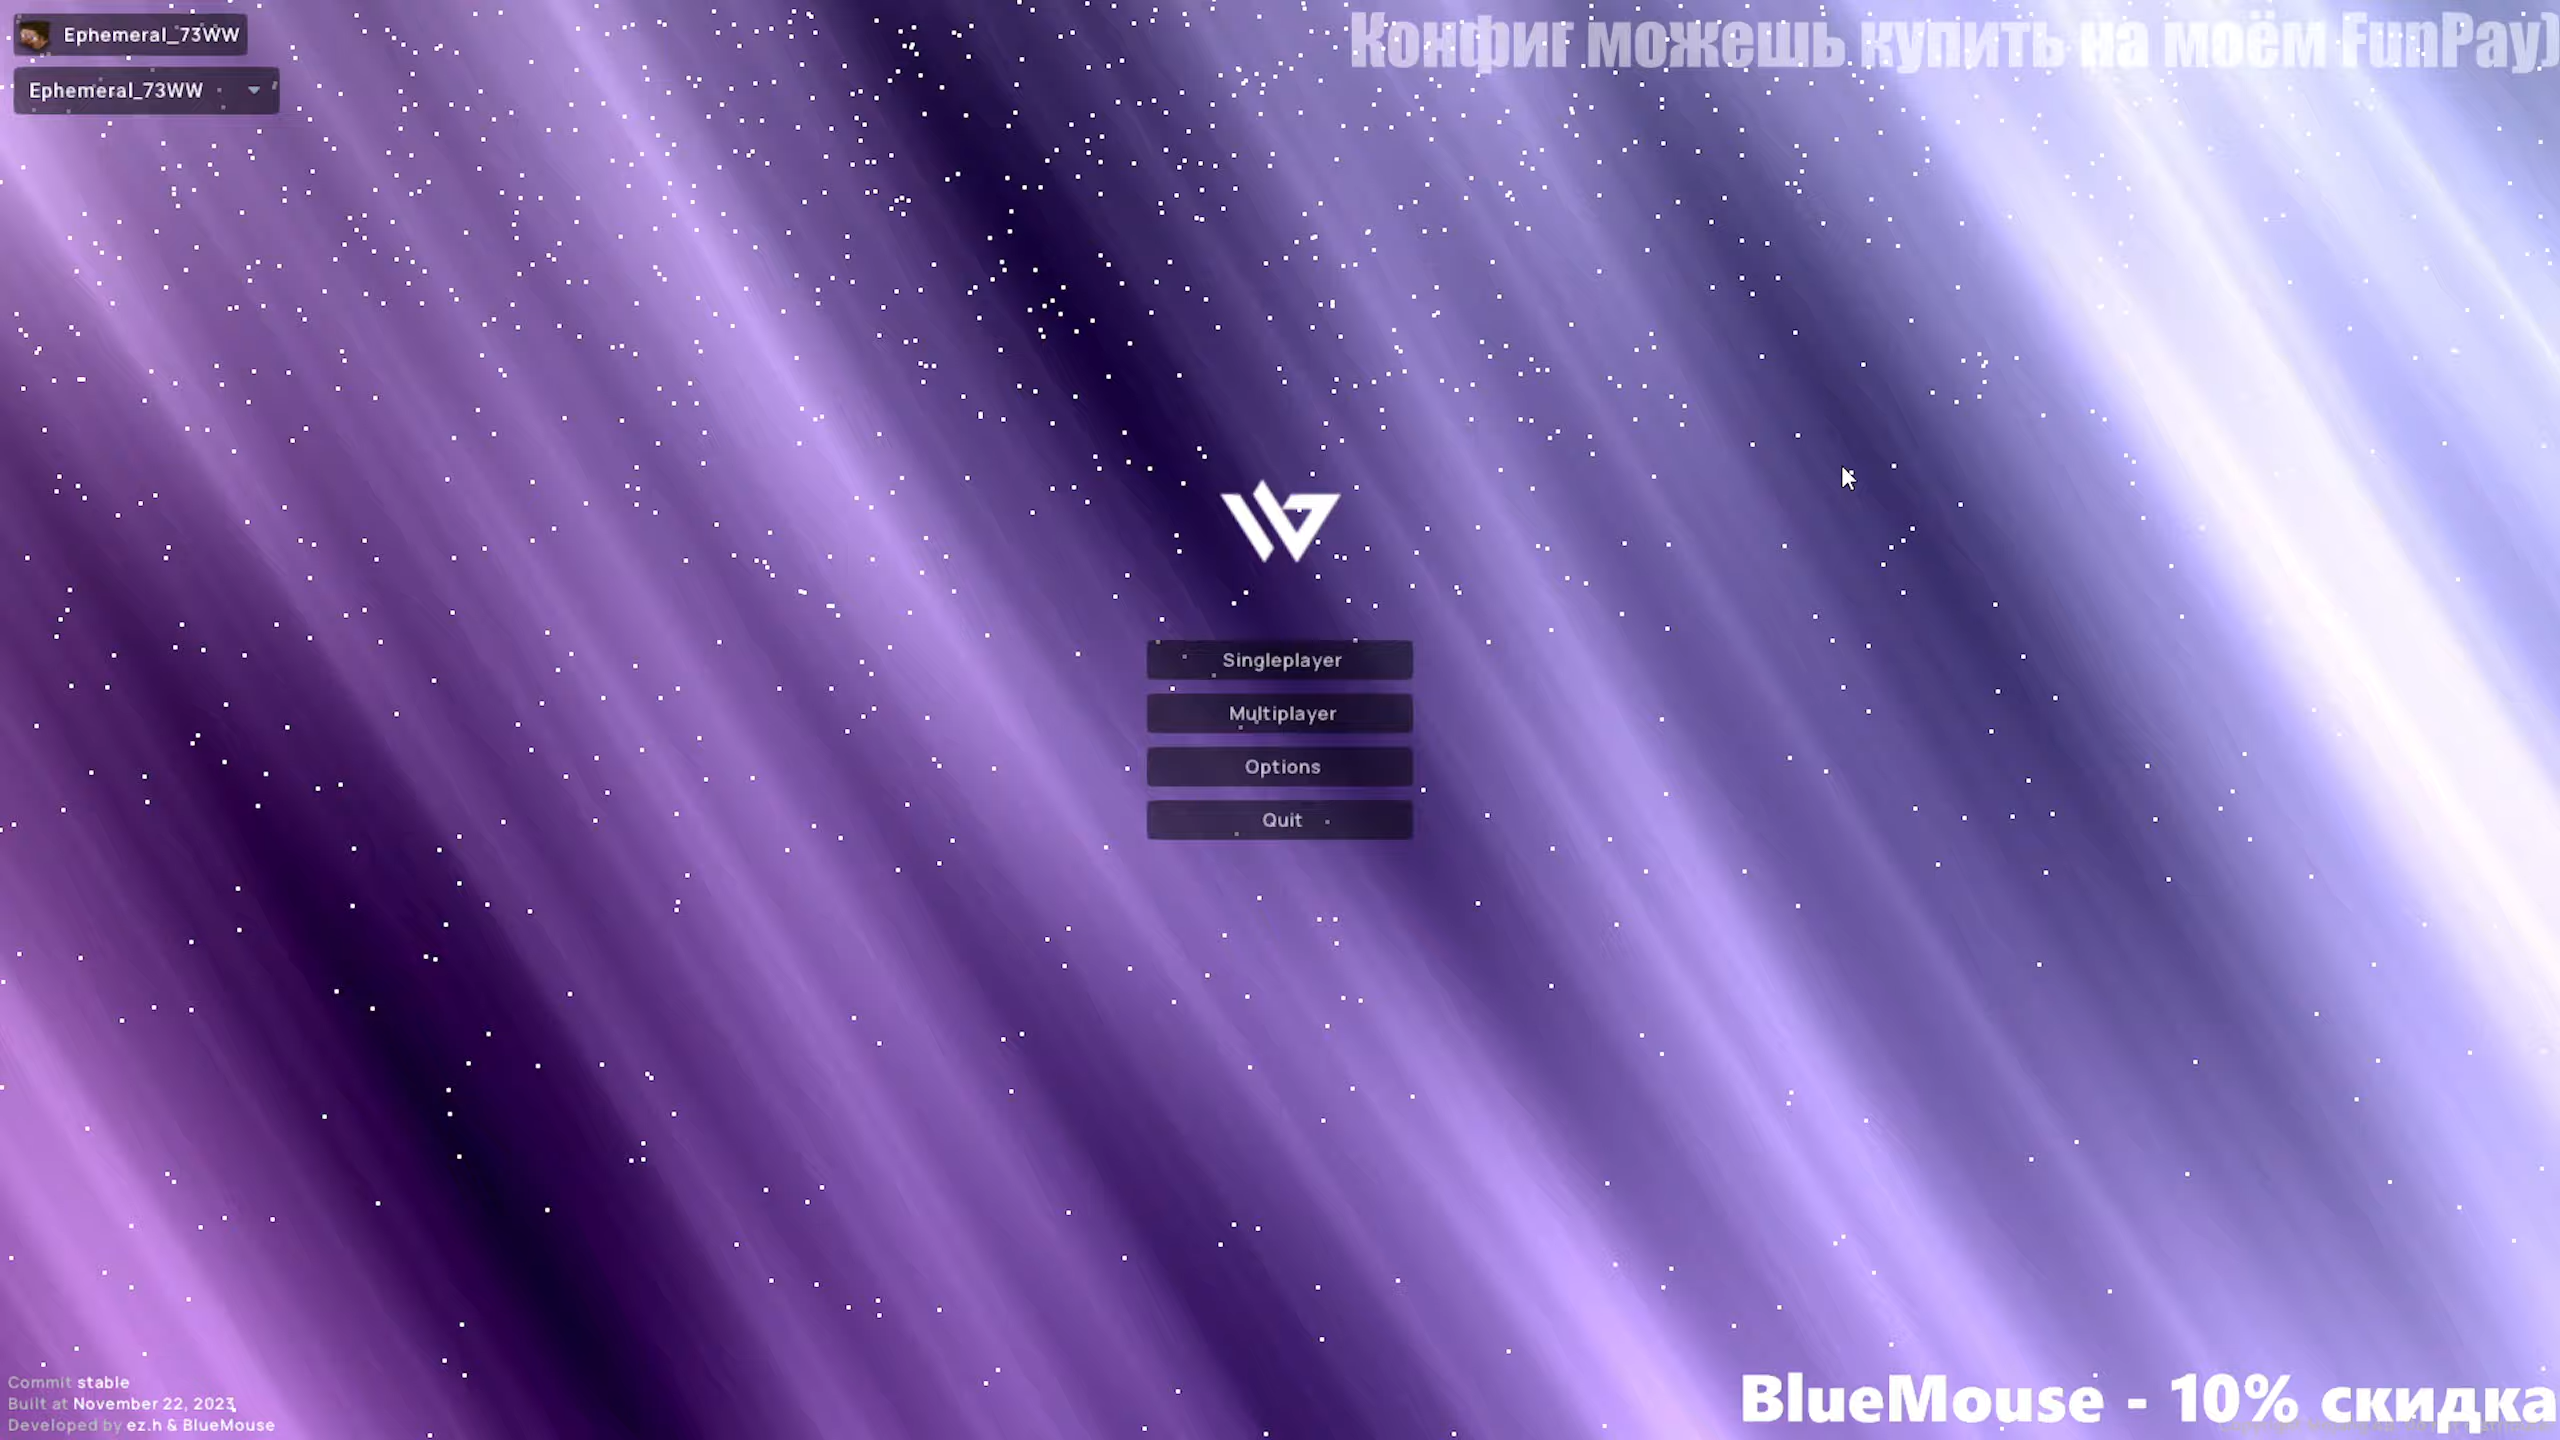 Ephemeral_73WW
Конфиг можешь купить на моём FunPay)
Ephemeral_73WW
Singleplayer
Multiplayer
Options
Quit
Commit stable
Built at November 22, 2023
Developed by ez.h & BlueMouse
BlueMouse - 10% скидка